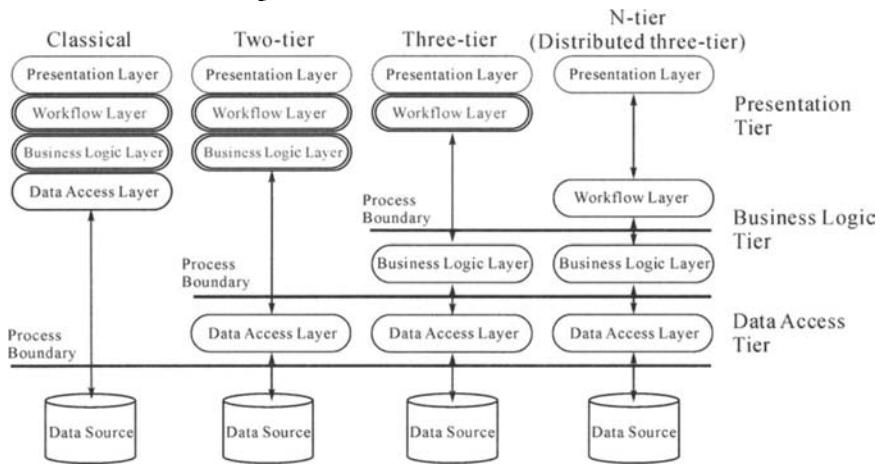 Classical
Two-tier
Three-tier
N-tier
(Distributed three-tier)
Presentation Layer
Presentation Layer
Presentation Layer
Presentation Layer
Presentation
Tier
Workflow Layer
Workflow Layer
Workflow Layer
Business Logic Layer
Business Logic Layer
Data Access Layer
Workflow Layer
Process
Boundary
Business Logic
Tier
Business Logic Layer
Business Logic Layer
Process
Boundary
Data Access Layer
Data Access Layer
Data Access Layer
Data Access
Tier
Process
Boundary
Data Source
Data Source
Data Source
Data Source